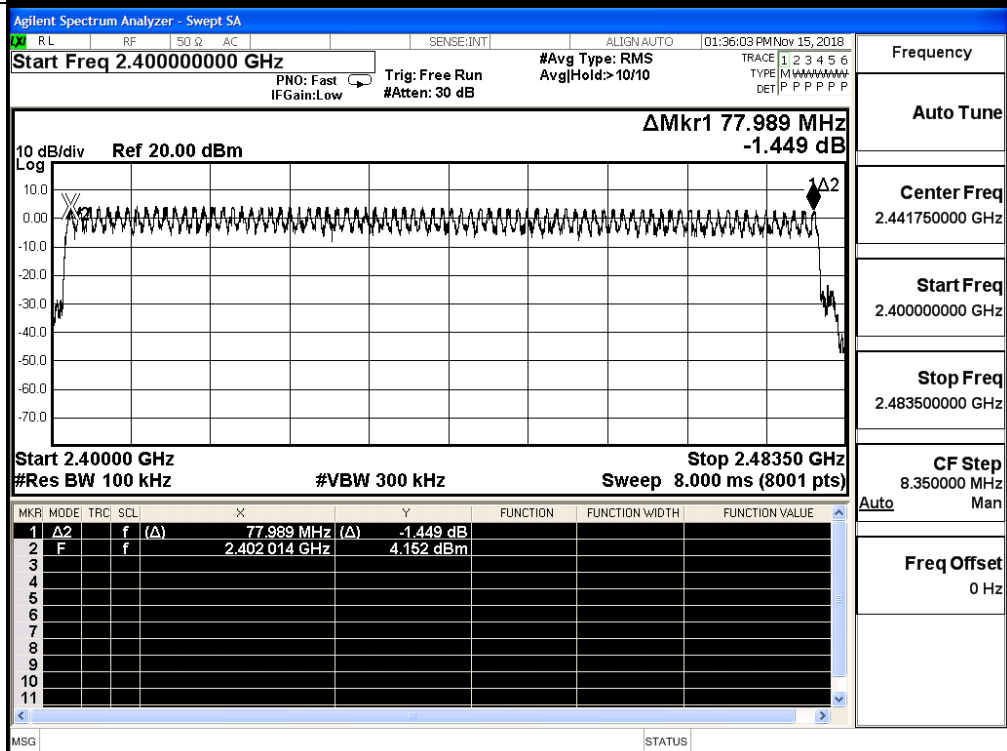 Agilent Spectrum Analyzer - Swept SA
LXI RL RF 50 Ω AC SENSE:INT ALIGN AUTO 01:36:03 PM Nov 15, 2018
Start Freq 2.400000000 GHz
PNO: Fast
IFGain:Low
Trig: Free Run
#Atten: 30 dB
#Avg Type: RMS
Avg|Hold:>10/10
TRACE 1 2 3 4 5 6
TYPE M WWWWW
DET P P P P P P
ΔMkr1 77.989 MHz
-1.449 dB
10 dB/div Ref 20.00 dBm
Log
10.0
0.00
-10.0
-20.0
-30.0
-40.0
-50.0
-60.0
-70.0
2
1Δ2
Start 2.40000 GHz Stop 2.48350 GHz
#Res BW 100 kHz #VBW 300 kHz Sweep 8.000 ms (8001 pts)
MKR MODE TRC SCL X Y FUNCTION FUNCTION WIDTH FUNCTION VALUE
1 Δ2 f (Δ) 77.989 MHz (Δ) -1.449 dB
2 F f 2.402 014 GHz 4.152 dBm
3
4
5
6
7
8
9
10
11
MSG STATUS
Frequency
Auto Tune
Center Freq
2.441750000 GHz
Start Freq
2.400000000 GHz
Stop Freq
2.483500000 GHz
CF Step
8.350000 MHz
Auto Man
Freq Offset
0 Hz